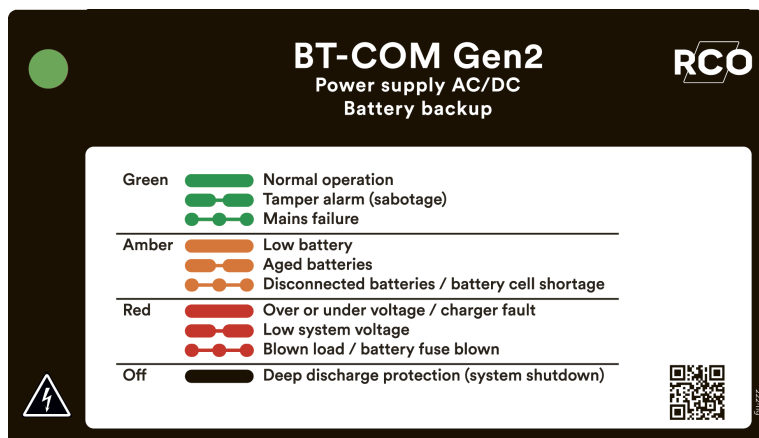 BT-COM Gen2
RCO
Power supply AC/DC
Battery backup
Green Normal operation
Tamper alarm (sabotage)
Mains failure
Amber Low battery
Aged batteries
Disconnected batteries / battery cell shortage
Red Over or under voltage / charger fault
Low system voltage
Blown load / battery fuse blown
Off Deep discharge protection (system shutdown)